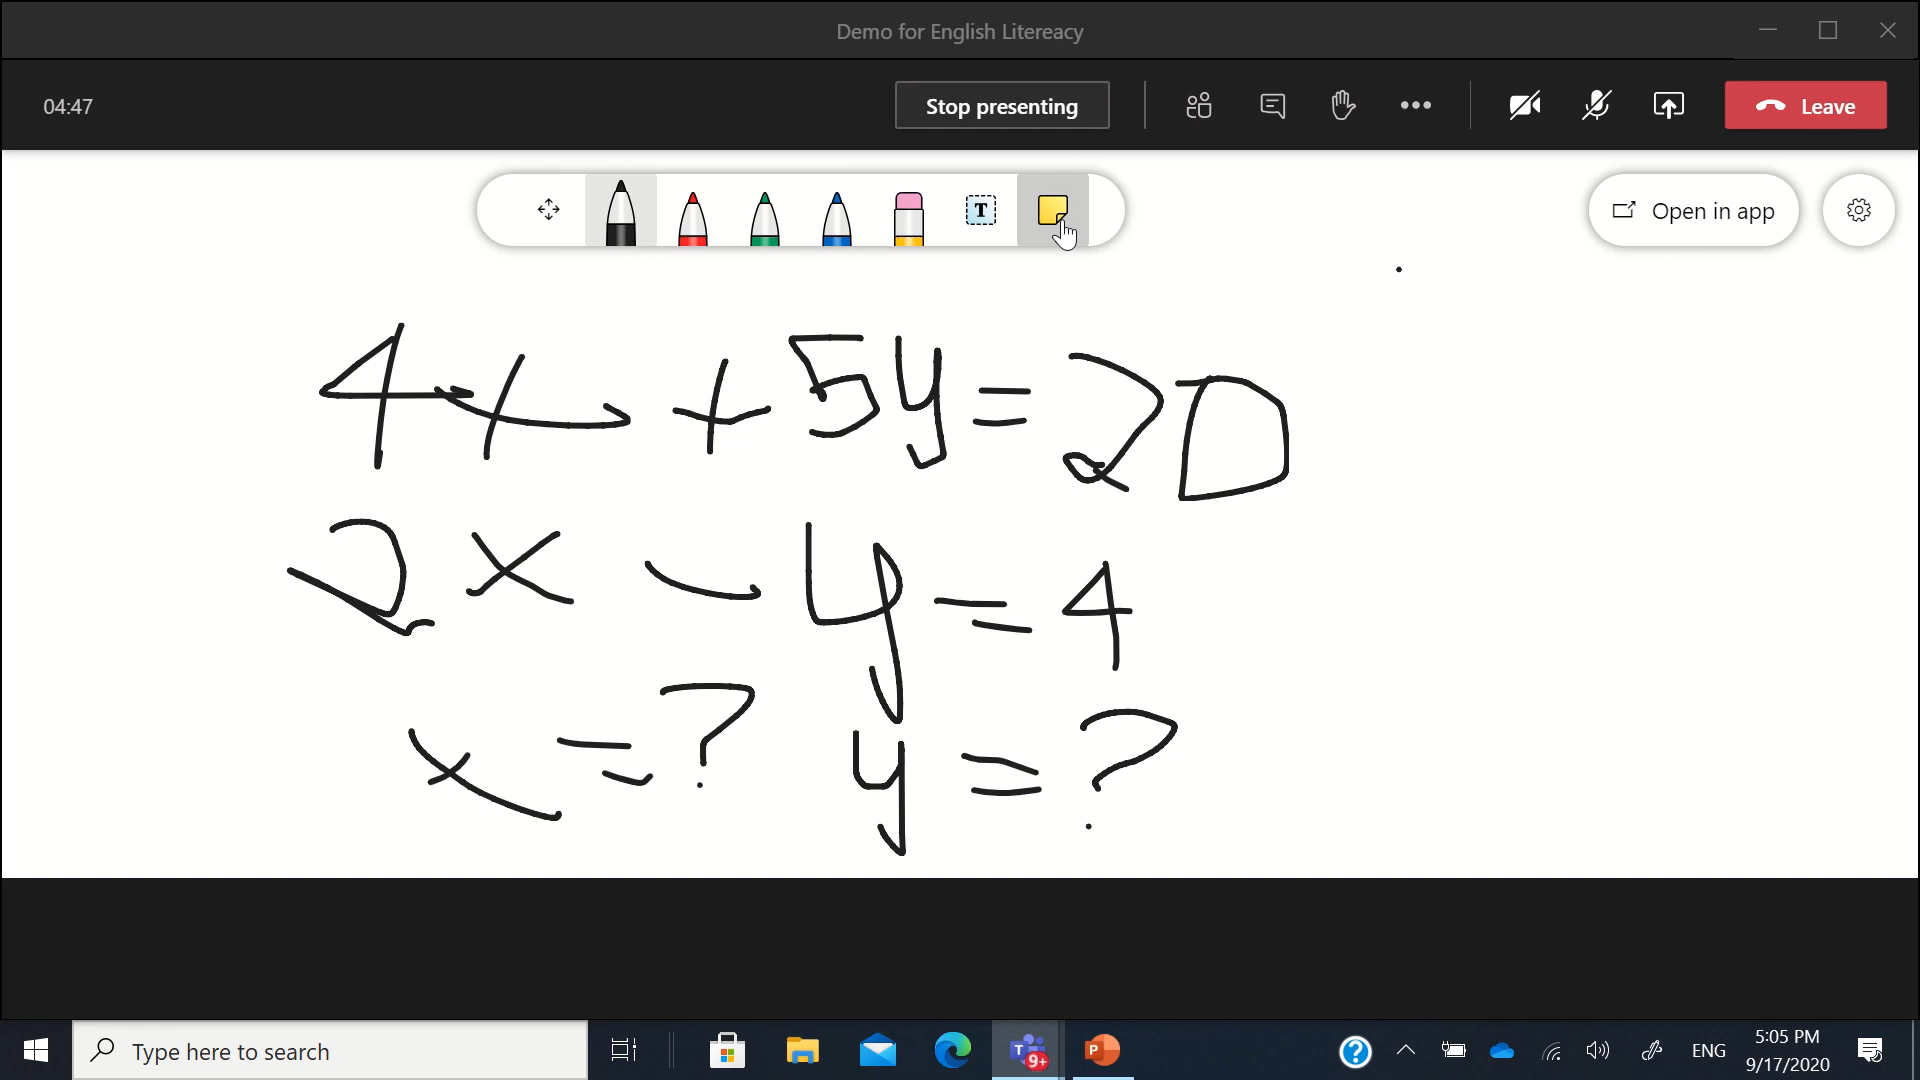 Demo for English Litereacy
04:47
Stop presenting
Leave
T
Open in app
4x + 5y = 20
2x - y = 4
x = ? y = ?
Type here to search
T 9+
P
?
ENG
5:05 PM
9/17/2020